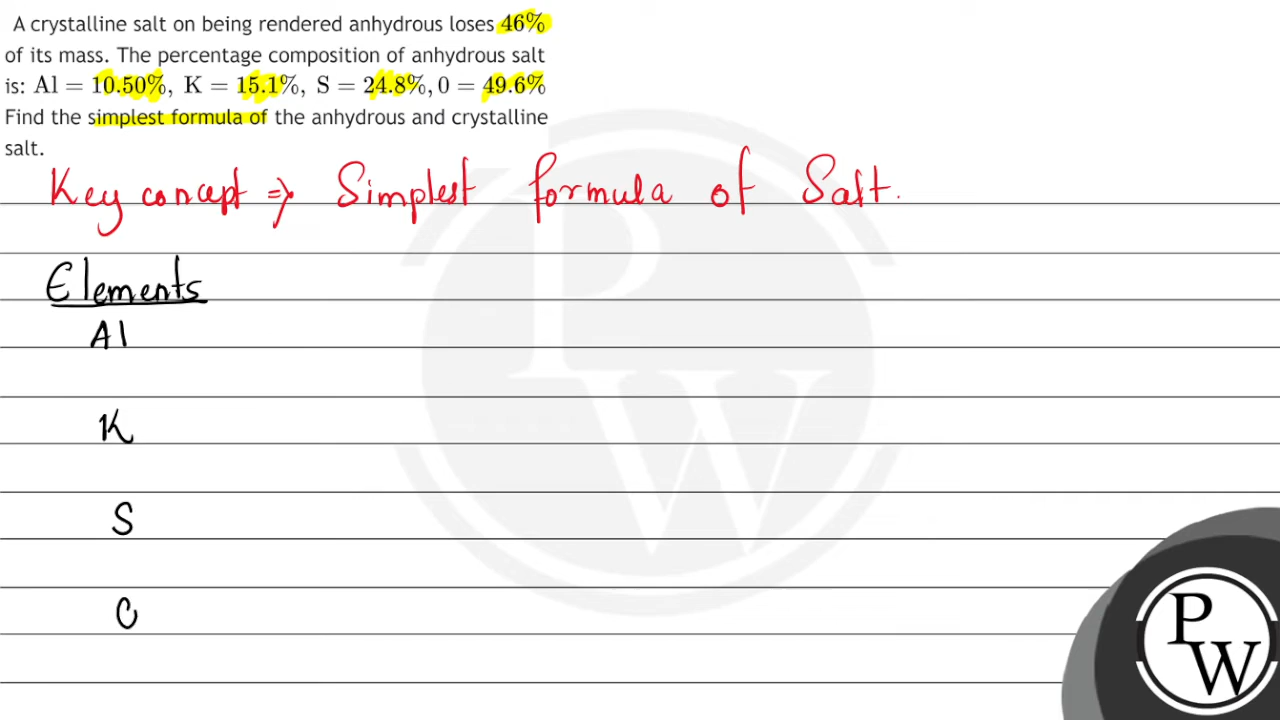 A crystalline salt on being rendered anhydrous loses 46%
of its mass. The percentage composition of anhydrous salt
is: Al = 10.50%, K = 15.1%, S = 24.8%, 0 = 49.6%
Find the simplest formula of the anhydrous and crystalline
salt.
Key concept ⇒ Simplest formula of Salt.
Elements
Al
K
S
O
P
W
P
W